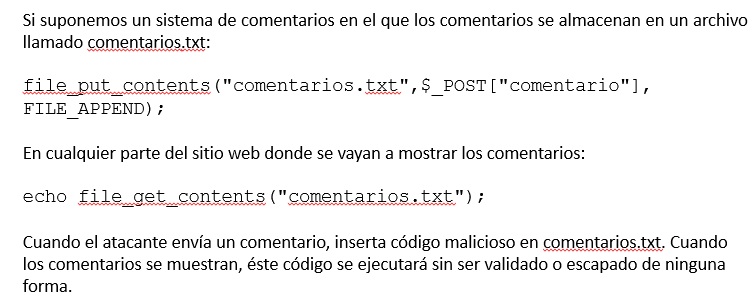 Si suponemos un sistema de comentarios en el que los comentarios se almacenan en un archivo
llamado comentarios.txt:
file_put_contents("comentarios.txt",$_POST["comentario"],
FILE_APPEND);
En cualquier parte del sitio web donde se vayan a mostrar los comentarios:
echo file_get_contents("comentarios.txt");
Cuando el atacante envía un comentario, inserta código malicioso en comentarios.txt. Cuando
los comentarios se muestran, éste código se ejecutará sin ser validado o escapado de ninguna
forma.